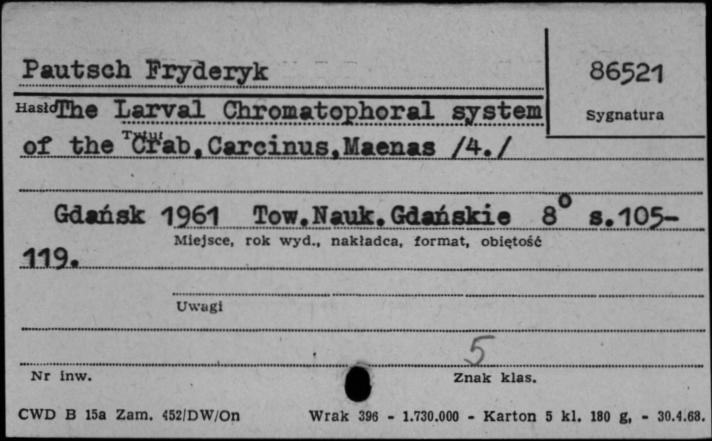 Pautsch Fryderyk
86521
Sygnatura
Hasło The Larval Chromatophoral system
Tytuł
of the Crab,Carcinus,Maenas /4./
Gdańsk 1961 Tow.Nauk.Gdańskie 8° s.105-
Miejsce, rok wyd., nakładca, format, objętość
119.
Uwagi
5
Nr inw.
Znak klas.
CWD B 15a Zam. 452/DW/On Wrak 396 - 1.730.000 - Karton 5 kl. 180 g. - 30.4.68.